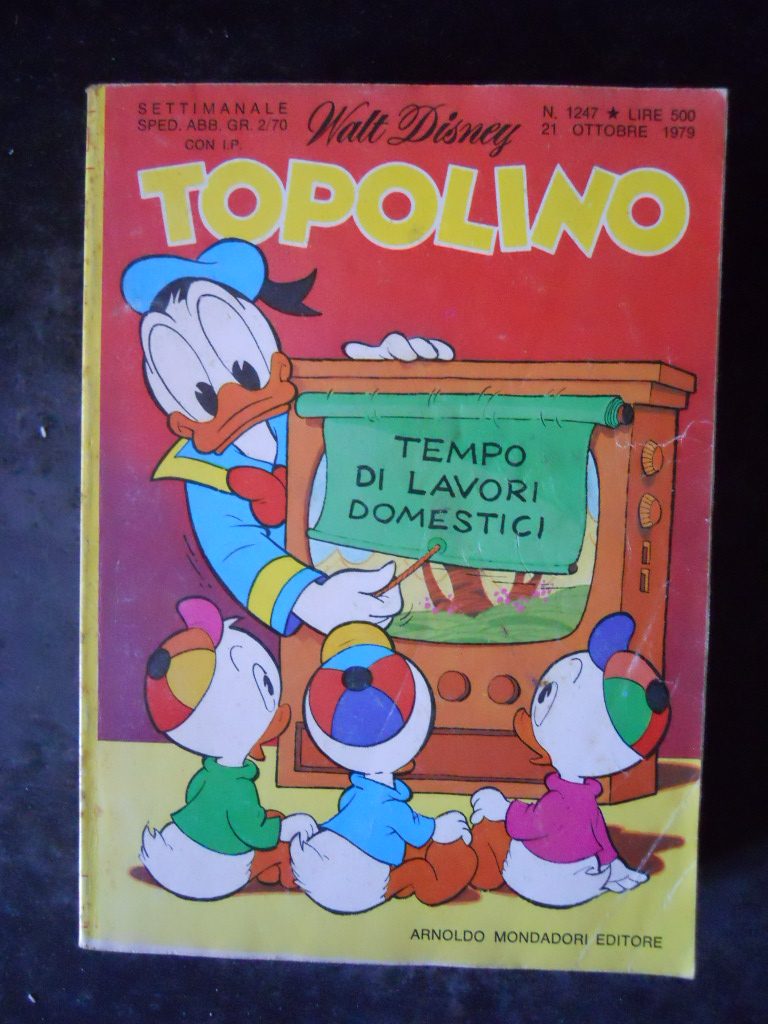 SETTIMANALE
SPED. ABB. GR. 2/70
CON I.P.
Walt Disney
N. 1247 ★ LIRE 500
21 OTTOBRE 1979
TOPOLINO
TEMPO
DI LAVORI
DOMESTICI
ARNOLDO MONDADORI EDITORE